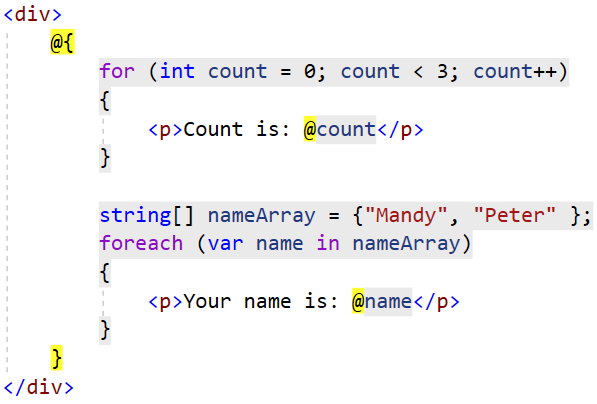 <div>
    @{
        for (int count = 0; count < 3; count++)
        {
            <p>Count is: @count</p>
        }

        string[] nameArray = {"Mandy", "Peter" };
        foreach (var name in nameArray)
        {
            <p>Your name is: @name</p>
        }
    }
</div>